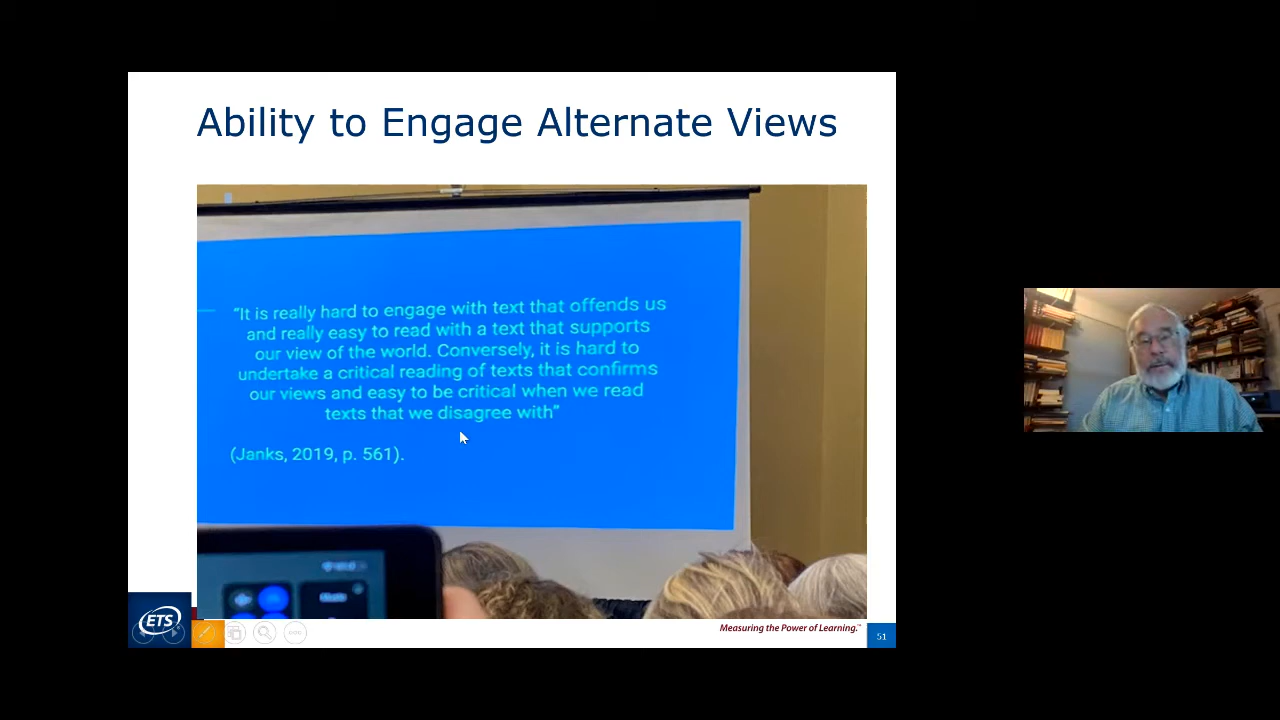 Ability to Engage Alternate Views
“It is really hard to engage with text that offends us
and really easy to read with a text that supports
our view of the world. Conversely, it is hard to
undertake a critical reading of texts that confirms
our views and easy to be critical when we read
texts that we disagree with”
(Janks, 2019, p. 561).
ETS
Measuring the Power of Learning.™
51